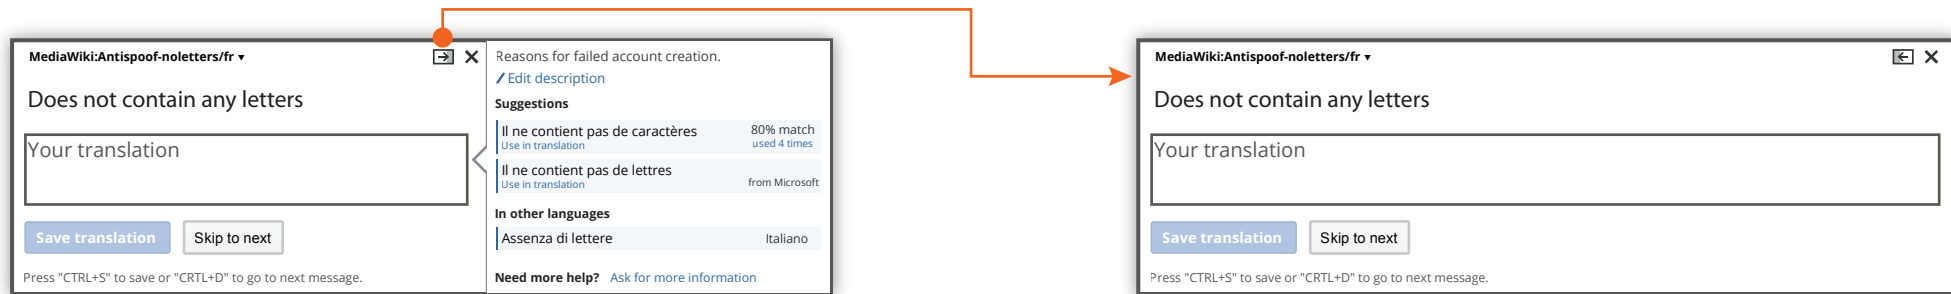 MediaWiki:Antispoof-noletters/fr ▾
Does not contain any letters
Your translation
Save translation
Skip to next
Press "CTRL+S" to save or "CRTL+D" to go to next message.
Reasons for failed account creation.
Edit description
Suggestions
Il ne contient pas de caractères 80% match
Use in translation used 4 times
Il ne contient pas de lettres
Use in translation from Microsoft
In other languages
Assenza di lettere Italiano
Need more help? Ask for more information
MediaWiki:Antispoof-noletters/fr ▾
Does not contain any letters
Your translation
Save translation
Skip to next
Press "CTRL+S" to save or "CRTL+D" to go to next message.